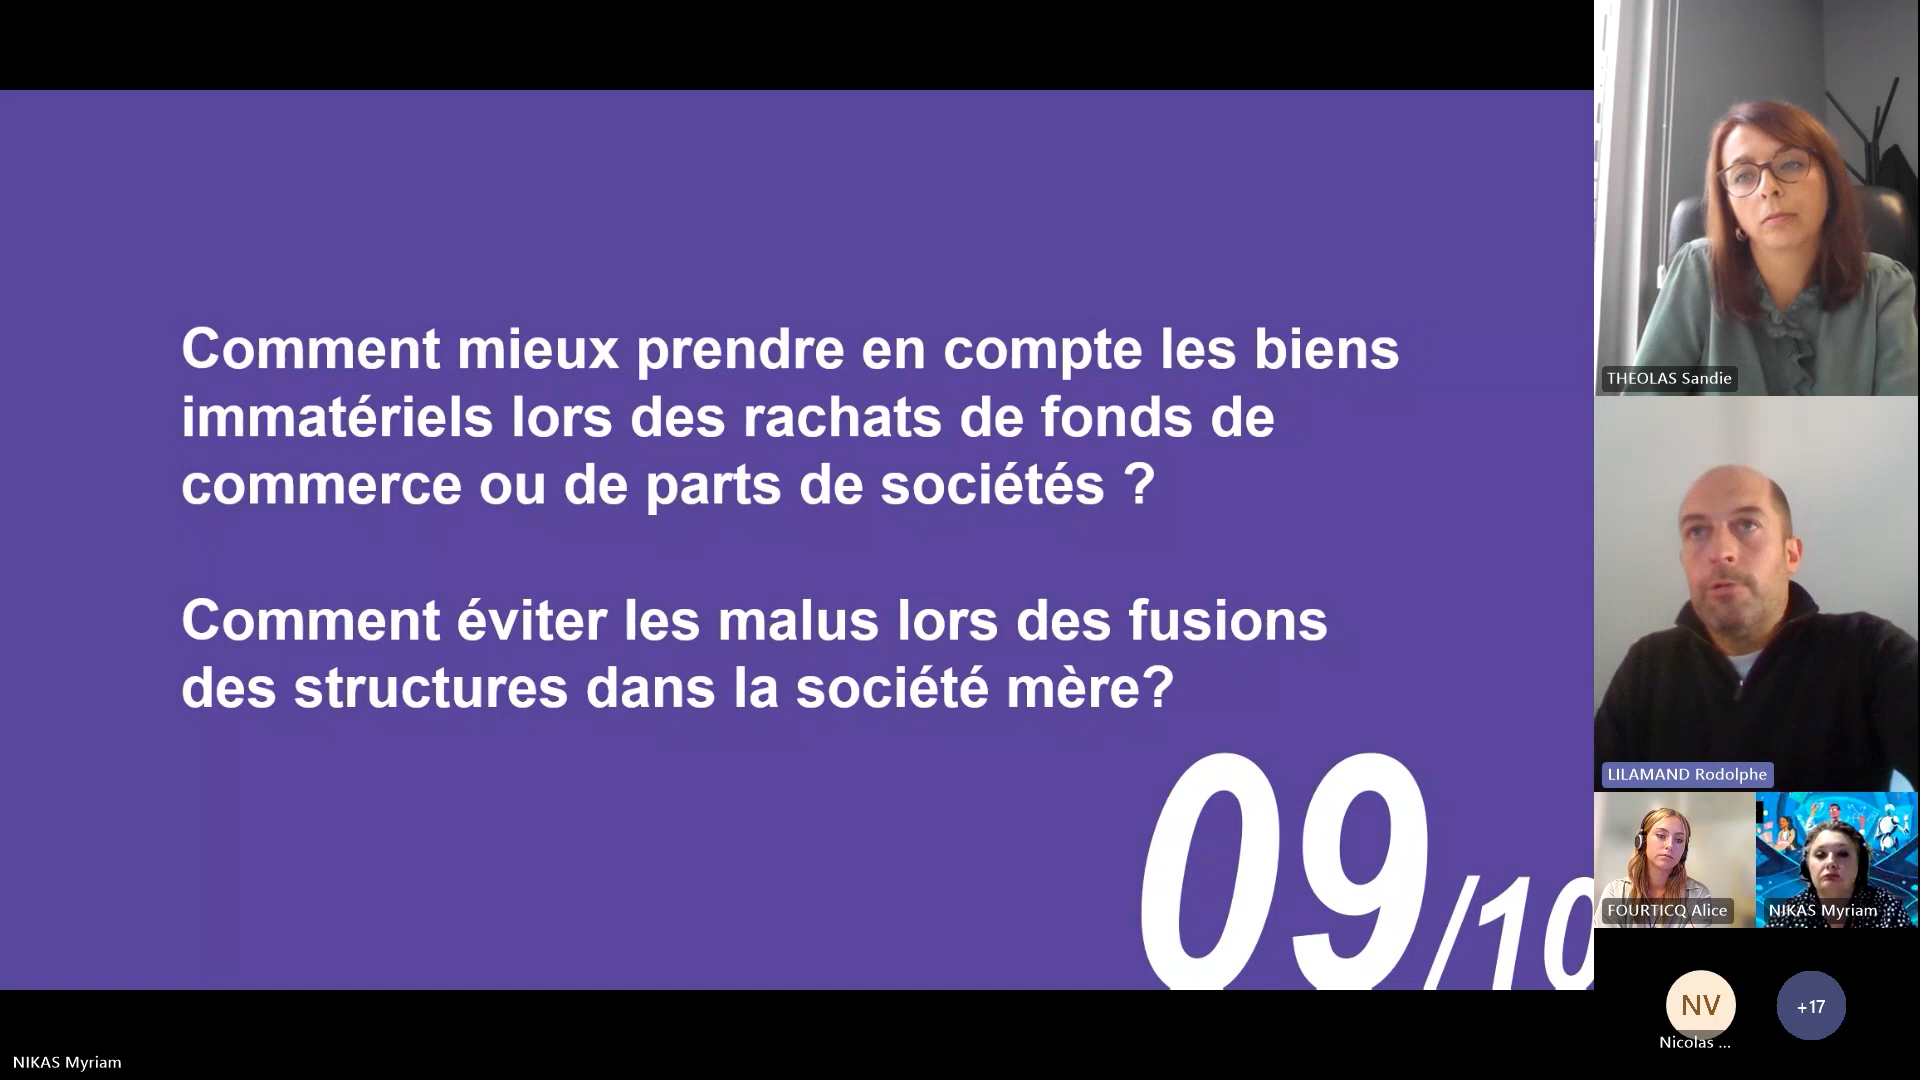 Comment mieux prendre en compte les biens
immatériels lors des rachats de fonds de
commerce ou de parts de sociétés ?
Comment éviter les malus lors des fusions
des structures dans la société mère?
09/10
THEOLAS Sandie
LILAMAND Rodolphe
FOURTICQ Alice
NIKAS Myriam
NV
+17
Nicolas ...
NIKAS Myriam